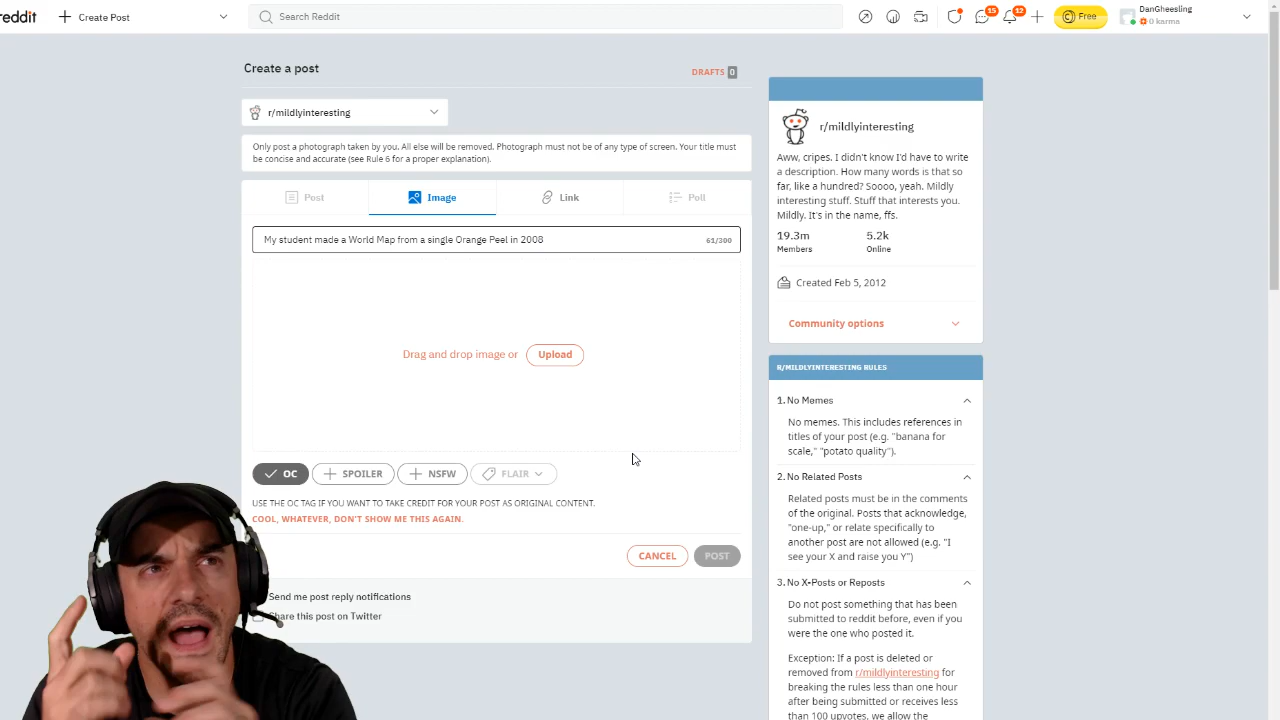 reddit
Create Post
Search Reddit
15
12
Free
DanGheesling
0 karma
Create a post
DRAFTS 0
r/mildlyinteresting
Only post a photograph taken by you. All else will be removed. Photograph must not be of any type of screen. Your title must
be concise and accurate (see Rule 6 for a proper explanation).
Post
Image
Link
Poll
My student made a World Map from a single Orange Peel in 2008
61/300
Drag and drop image or
Upload
OC
SPOILER
NSFW
FLAIR
USE THE OC TAG IF YOU WANT TO TAKE CREDIT FOR YOUR POST AS ORIGINAL CONTENT.
COOL, WHATEVER, DON'T SHOW ME THIS AGAIN.
CANCEL
POST
Send me post reply notifications
Share this post on Twitter
r/mildlyinteresting
Aww, cripes. I didn't know I'd have to write
a description. How many words is that so
far, like a hundred? Soooo, yeah. Mildly
interesting stuff. Stuff that interests you.
Mildly. It's in the name, ffs.
19.3m
5.2k
Members
Online
Created Feb 5, 2012
Community options
R/MILDLYINTERESTING RULES
1. No Memes
No memes. This includes references in
titles of your post (e.g. "banana for
scale," "potato quality").
2. No Related Posts
Related posts must be in the comments
of the original. Posts that acknowledge,
"one-up", or relate specifically to
another post are not allowed (e.g. "I
see your X and raise you Y")
3. No X-Posts or Reposts
Do not post something that has been
submitted to reddit before, even if you
were the one who posted it.
Exception: If a post is deleted or
removed from r/mildlyinteresting for
breaking the rules less than one hour
after being submitted or receives less
than 100 upvotes, we allow the